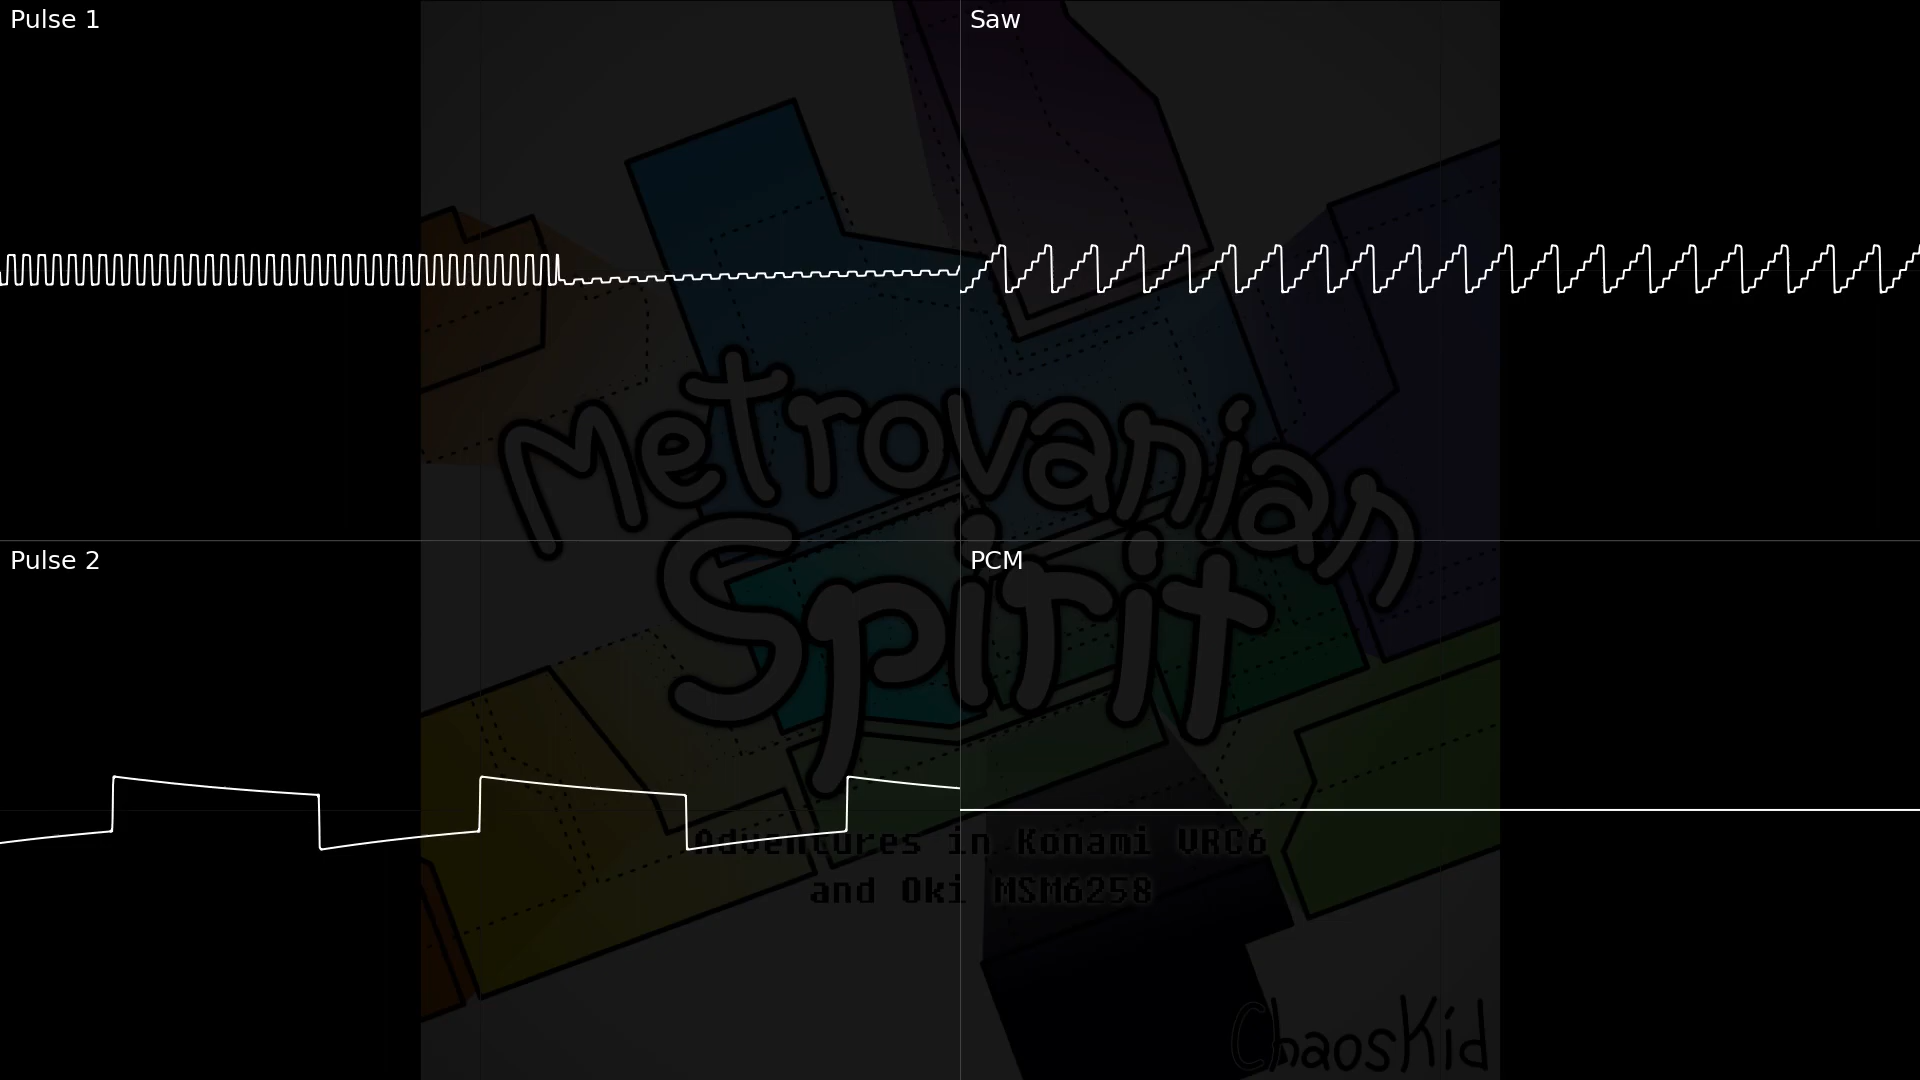 Pulse 1
Saw
Metrovanian
Spirit
Pulse 2
PCM
Adventures in Konami VRC6
and Oki MSM6258
ChaosKid